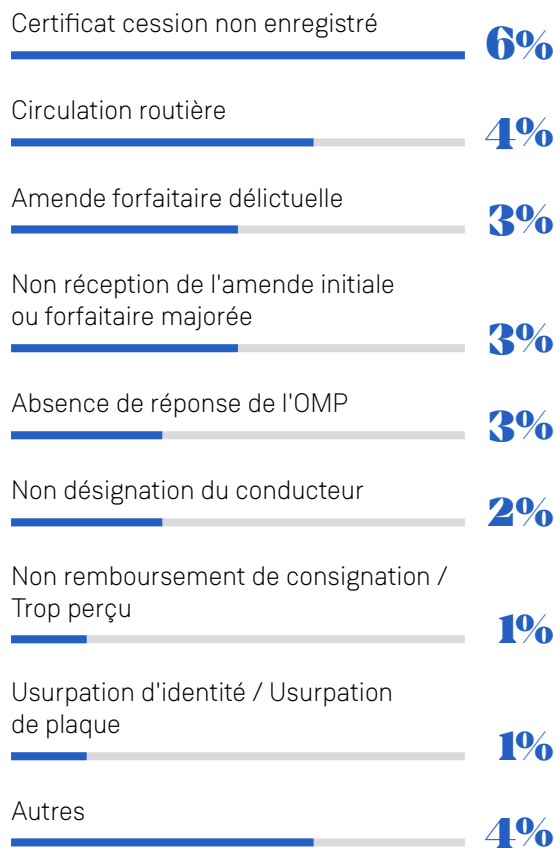 Certificat cession non enregistré
6%
Circulation routière
4%
Amende forfaitaire délictuelle
3%
Non réception de l'amende initiale
ou forfaitaire majorée
3%
Absence de réponse de l'OMP
3%
Non désignation du conducteur
2%
Non remboursement de consignation /
Trop perçu
1%
Usurpation d'identité / Usurpation
de plaque
1%
Autres
4%